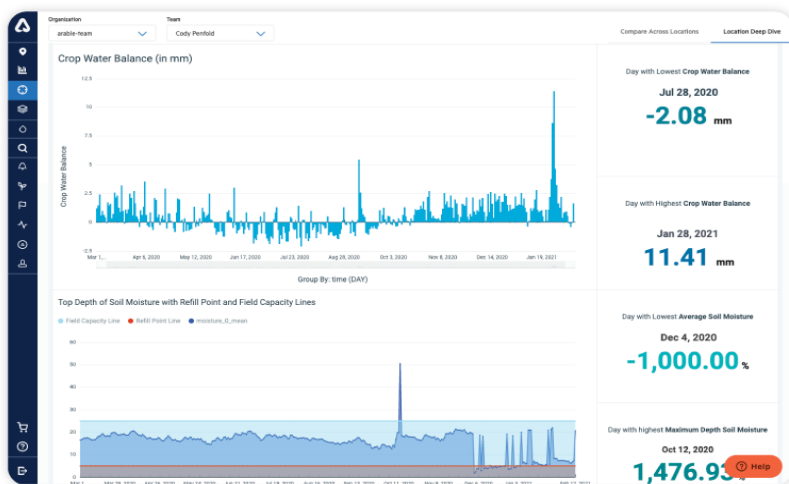 Organisation
Team
arable-team
Cody Penfold
Compare Across Locations
Location Deep Dive
Crop Water Balance (in mm)
12.5
10
7.5
5
2.5
0
-2.5
Crop Water Balance
Mar 1,...
Apr 6, 2020
May 12, 2020
Jun 17, 2020
Jul 23, 2020
Aug 28, 2020
Oct 3, 2020
Nov 8, 2020
Dec 14, 2020
Jan 19, 2021
Group By: time (DAY)
Day with Lowest Crop Water Balance
Jul 28, 2020
-2.08 mm
Day with Highest Crop Water Balance
Jan 28, 2021
11.41 mm
Top Depth of Soil Moisture with Refill Point and Field Capacity Lines
Field Capacity Line
Refill Point Line
moisture_0_mean
60
50
40
30
20
10
0
Day with Lowest Average Soil Moisture
Dec 4, 2020
-1,000.00 %
Day with highest Maximum Depth Soil Moisture
Oct 12, 2020
1,476.93
Help